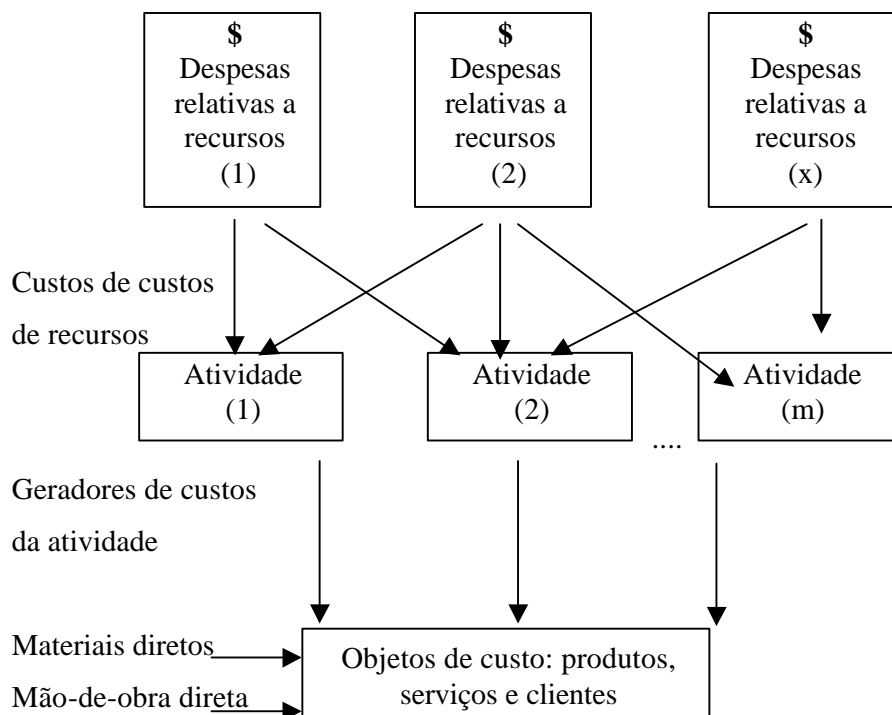 $
Despesas
relativas a
recursos
(1)
$
Despesas
relativas a
recursos
(2)
$
Despesas
relativas a
recursos
(x)
Custos de custos
de recursos
Atividade
(1)
Atividade
(2)
....
Atividade
(m)
Geradores de custos
da atividade
Materiais diretos
Mão-de-obra direta
Objetos de custo: produtos,
serviços e clientes